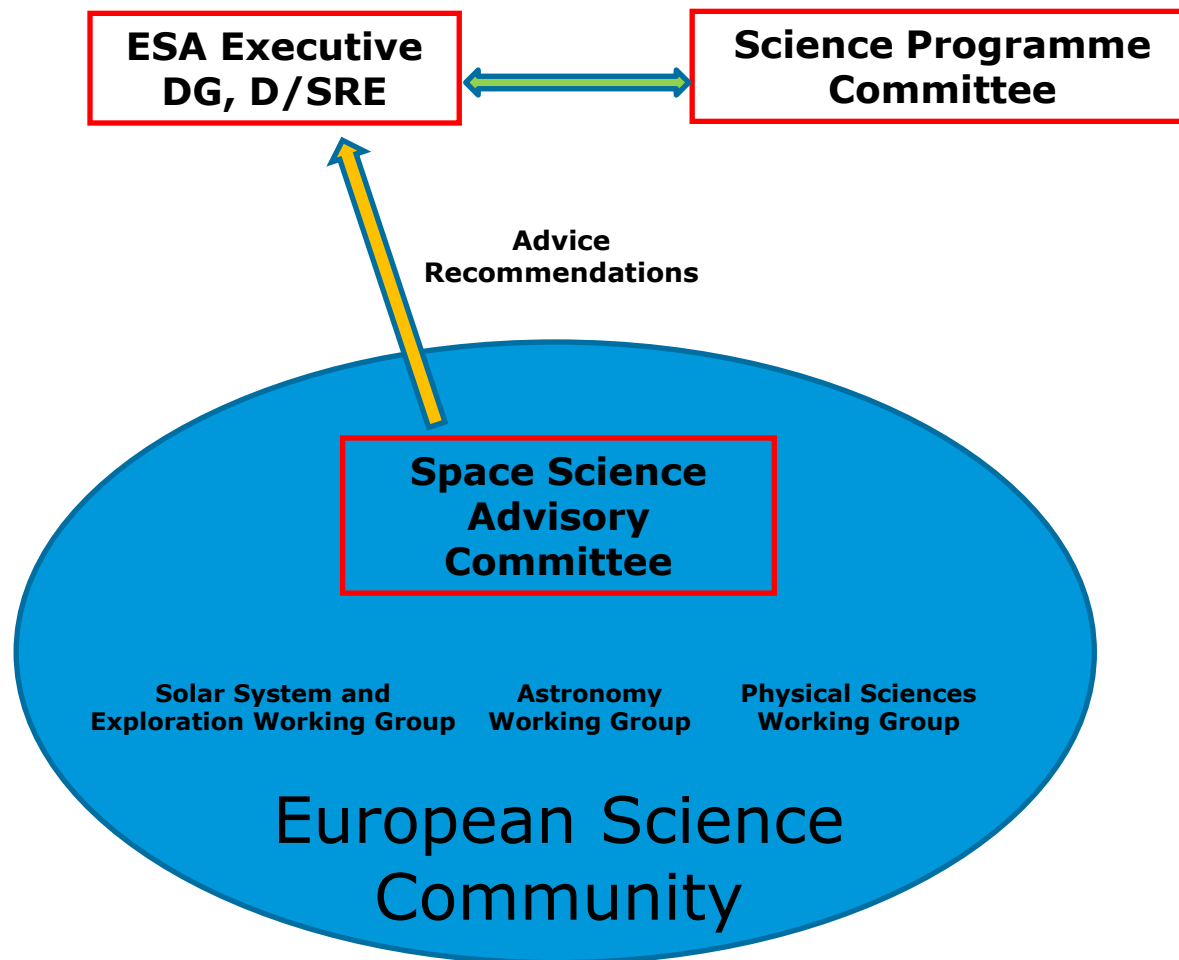 ESA Executive
DG, D/SRE
Science Programme
Committee
Advice
Recommendations
Space Science
Advisory
Committee
Solar System and
Exploration Working Group
Astronomy
Working Group
Physical Sciences
Working Group
European Science
Community